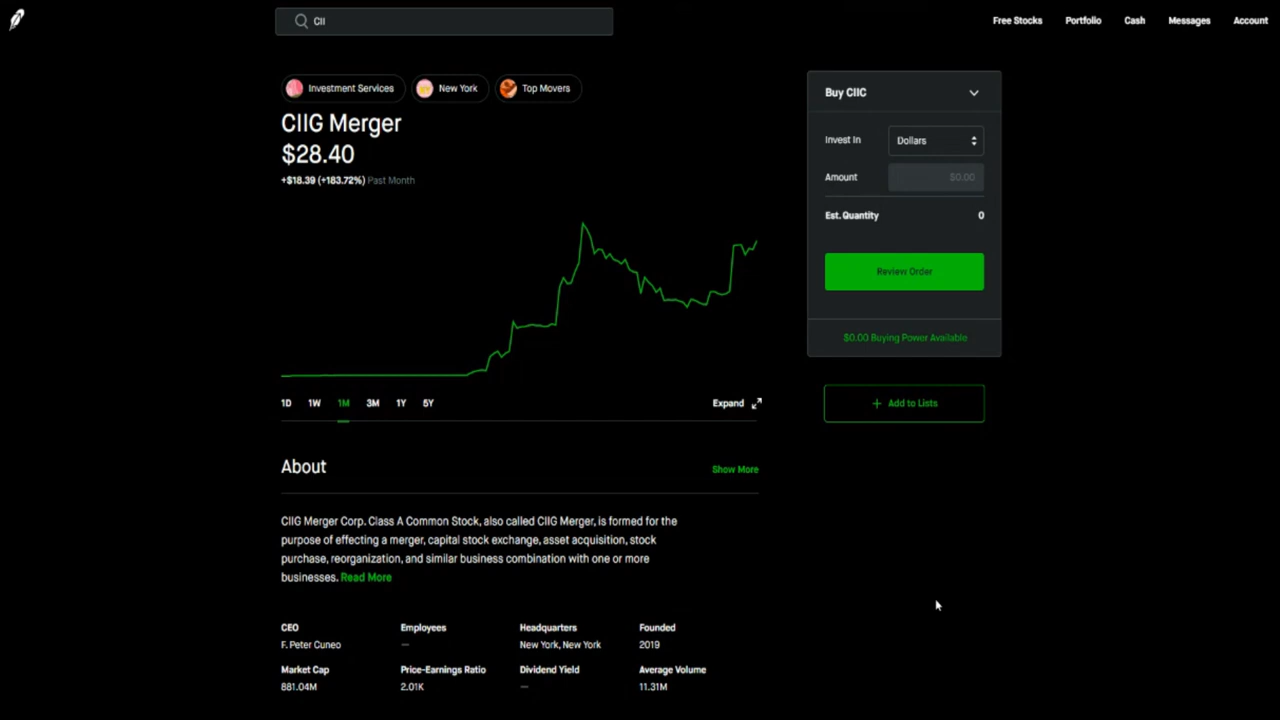 CII
Free Stocks Portfolio Cash Messages Account
Investment Services New York Top Movers
CIIG Merger
$28.40
+$18.39 (+183.72%) Past Month
Buy CIIC
Invest In Dollars
Amount $0.00
Est. Quantity 0
Review Order
$0.00 Buying Power Available
1D 1W 1M 3M 1Y 5Y Expand
+ Add to Lists
About Show More
CIIG Merger Corp. Class A Common Stock, also called CIIG Merger, is formed for the
purpose of effecting a merger, capital stock exchange, asset acquisition, stock
purchase, reorganization, and similar business combination with one or more
businesses. Read More
CEO Employees Headquarters Founded
F. Peter Cuneo — New York, New York 2019
Market Cap Price-Earnings Ratio Dividend Yield Average Volume
881.04M 2.01K — 11.31M